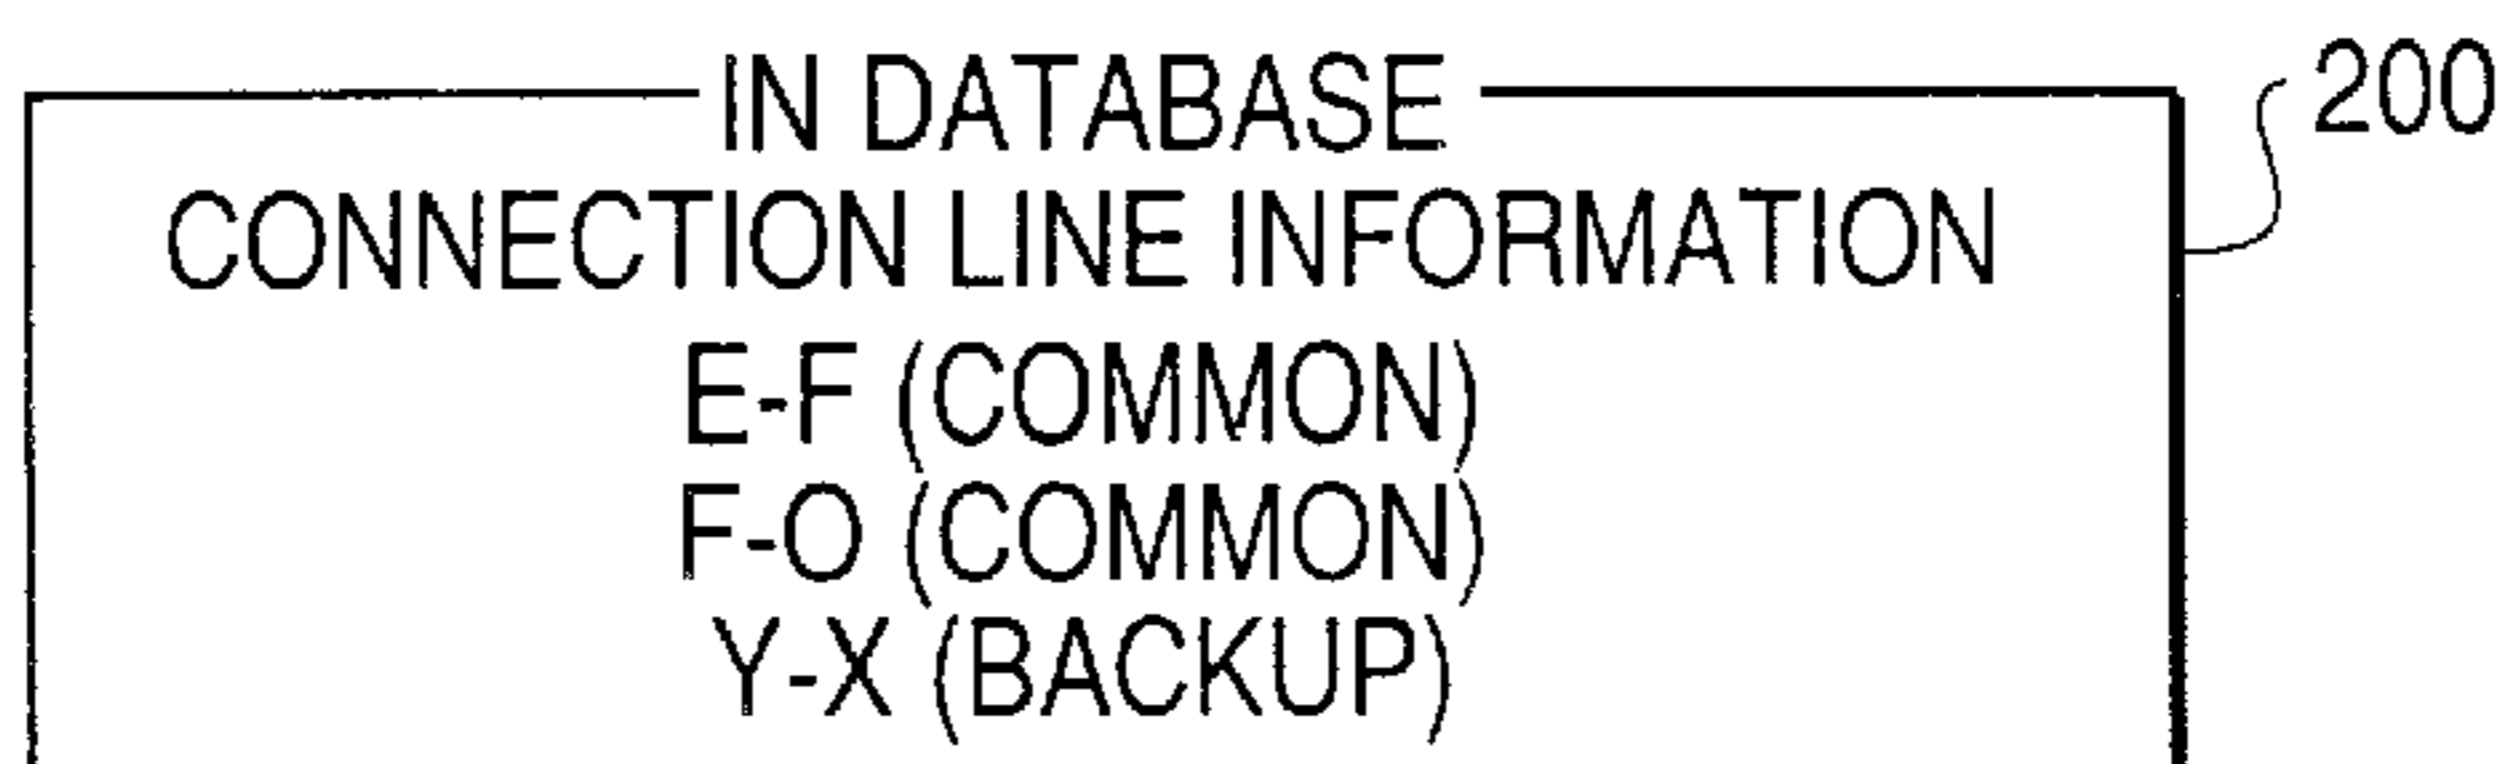 IN DATABASE 200
CONNECTION LINE INFORMATION
E-F (COMMON)
F-O (COMMON)
Y-X (BACKUP)